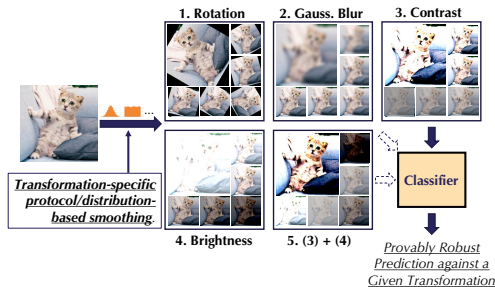 1. Rotation
2. Gauss. Blur
3. Contrast
...
Transformation-specific
protocol/distribution-
based smoothing.
4. Brightness
5. (3) + (4)
Classifier
Provably Robust
Prediction against a
Given Transformation